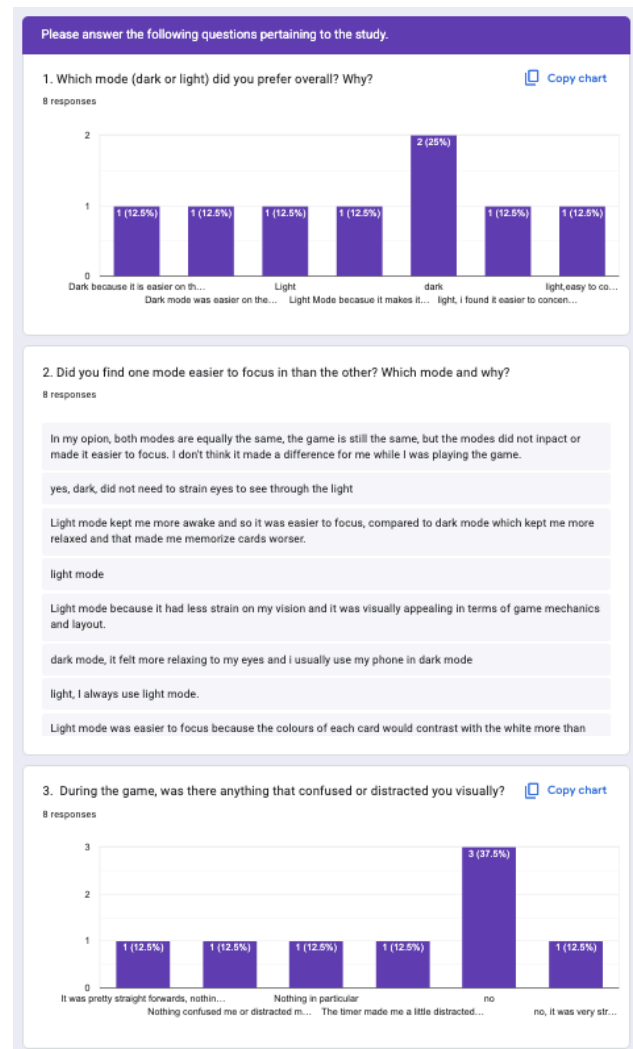 Please answer the following questions pertaining to the study.
1. Which mode (dark or light) did you prefer overall? Why?
Copy chart
8 responses
2
2 (25%)
1
1 (12.5%)
1 (12.5%)
1 (12.5%)
1 (12.5%)
1 (12.5%)
1 (12.5%)
0
Dark because it is easier on th…
Light
dark
light,easy to co…
Dark mode was easier on the…
Light Mode becasue it makes it…
light, i found it easier to concen…
2. Did you find one mode easier to focus in than the other? Which mode and why?
8 responses
In my opion, both modes are equally the same, the game is still the same, but the modes did not inpact or
made it easier to focus. I don't think it made a difference for me while I was playing the game.
yes, dark, did not need to strain eyes to see through the light
Light mode kept me more awake and so it was easier to focus, compared to dark mode which kept me more
relaxed and that made me memorize cards worser.
light mode
Light mode because it had less strain on my vision and it was visually appealing in terms of game mechanics
and layout.
dark mode, it felt more relaxing to my eyes and i usually use my phone in dark mode
light, I always use light mode.
Light mode was easier to focus because the colours of each card would contrast with the white more than
3. During the game, was there anything that confused or distracted you visually?
Copy chart
8 responses
3
3 (37.5%)
2
1
1 (12.5%)
1 (12.5%)
1 (12.5%)
1 (12.5%)
1 (12.5%)
0
It was pretty straight forwards, nothin…
Nothing in particular
no
Nothing confused me or distracted m…
The timer made me a little distracted…
no, it was very str…